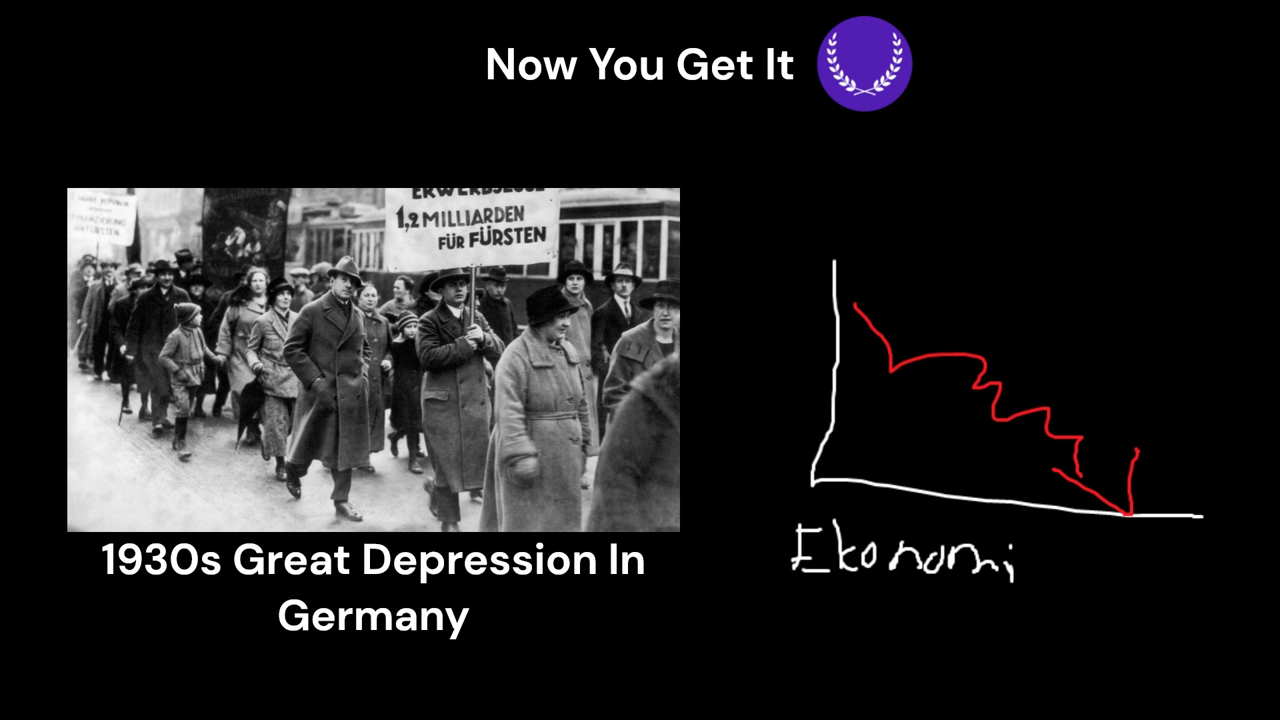 Now You Get It
ERWERBSLOSE
1,2 MILLIARDEN
FÜR FÜRSTEN
1930s Great Depression In
Germany
Ekonomi